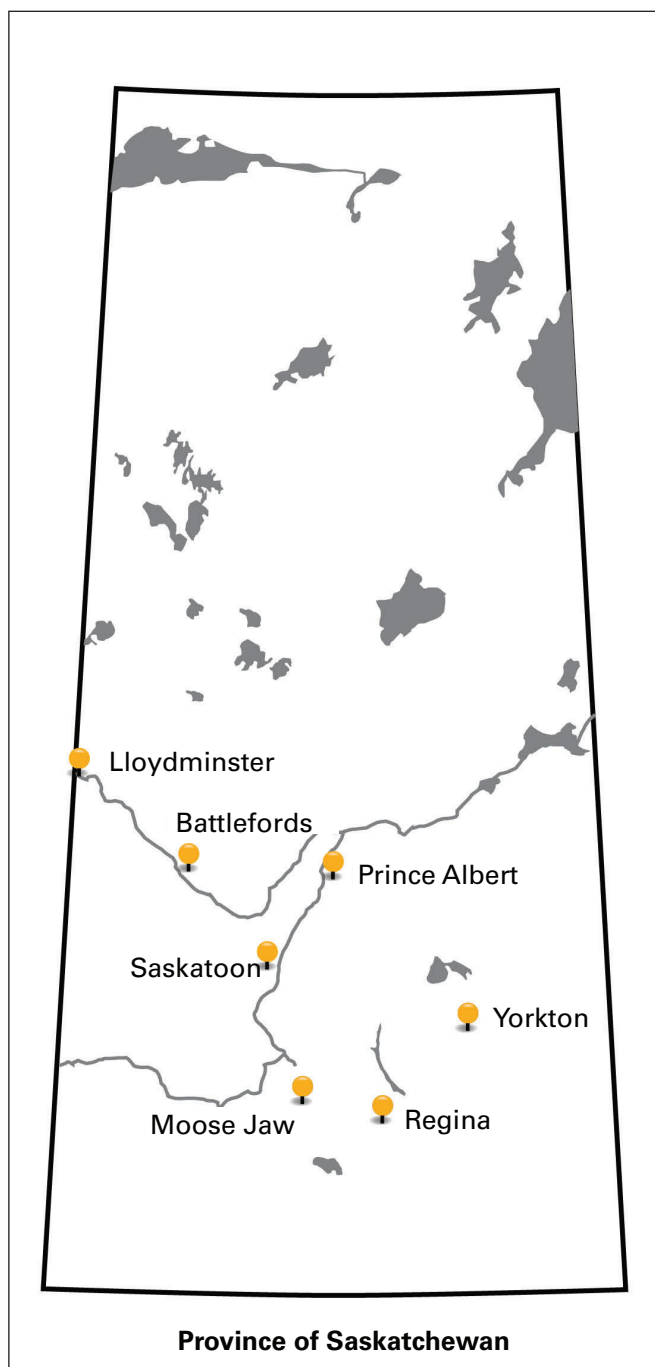 Lloydminster
Battlefords
Prince Albert
Saskatoon
Yorkton
Moose Jaw
Regina
Province of Saskatchewan